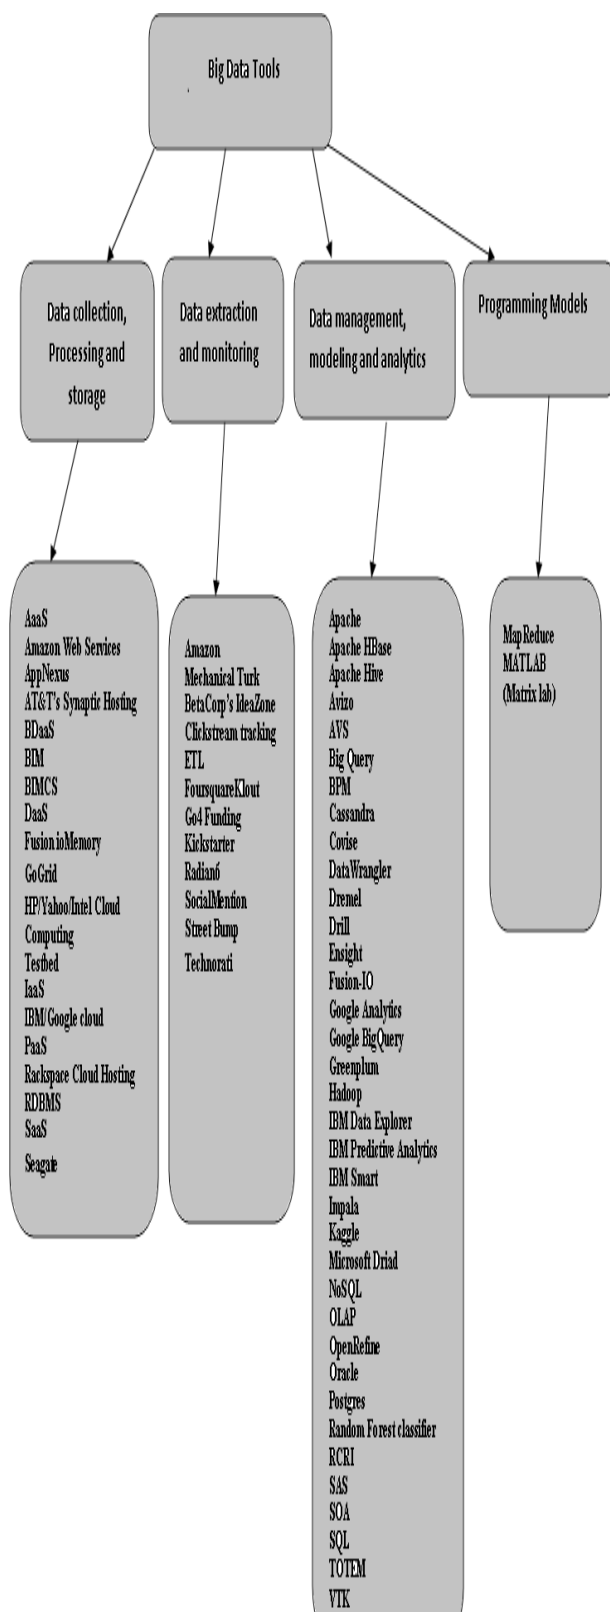 Big Data Tools
.
Data collection,
Processing and
storage
Data extraction
and monitoring
Data management,
modeling and analytics
Programming Models
AaaS
Amazon Web Services
AppNexus
AT&T's Synaptic Hosting
BDaaS
BIM
BIMCS
DaaS
Fusion ioMemory
GoGrid
HP/Yahoo/Intel Cloud
Computing
Testbed
IaaS
IBM/Google cloud
PaaS
Rackspace Cloud Hosting
RDBMS
SaaS
Seagate
Amazon
Mechanical Turk
BetaCorp's IdeaZone
Clickstream tracking
ETL
FoursquareKlout
Go4 Funding
Kickstarter
Radian6
SocialMention
Street Bump
Technorati
Apache
Apache HBase
Apache Hive
Avizo
AVS
Big Query
BPM
Cassandra
Covise
DataWrangler
Dremel
Drill
Ensight
Fusion-IO
Google Analytics
Google BigQuery
Greenplum
Hadoop
IBM Data Explorer
IBM Predictive Analytics
IBM Smart
Impala
Kaggle
Microsoft Driad
NoSQL
OLAP
OpenRefine
Oracle
Postgres
Random Forest classifier
RCRI
SAS
SOA
SQL
TOTEM
VTK
MapReduce
MATLAB
(Matrix lab)